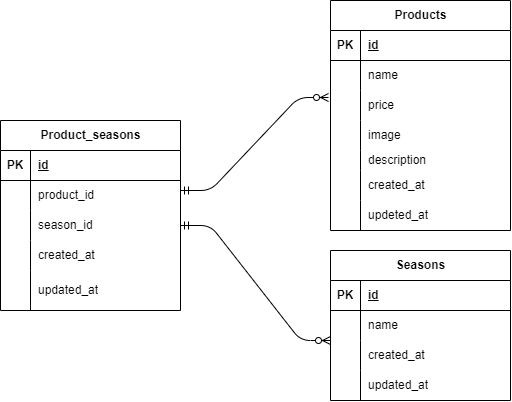 Products
PK id
name
price
image
description
created_at
updeted_at
Product_seasons
PK id
product_id
season_id
created_at
updated_at
Seasons
PK id
name
created_at
updated_at